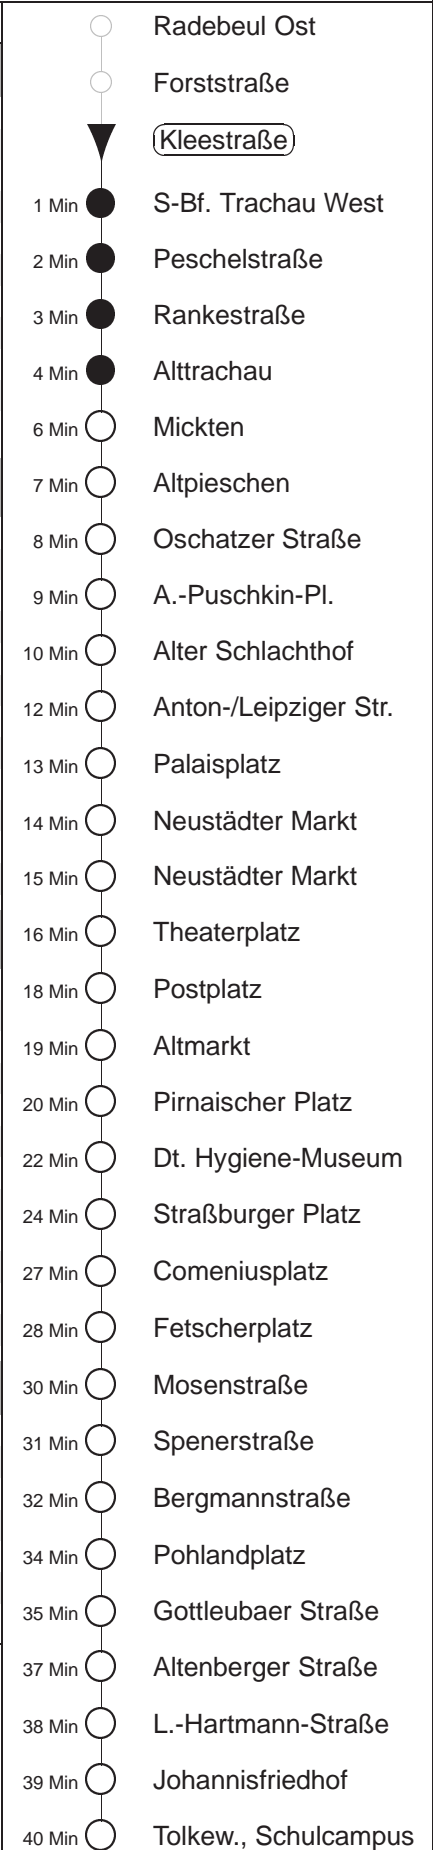 Radebeul Ost
Forststraße
Kleestraße
1 Min S-Bf. Trachau West
2 Min Peschelstraße
3 Min Rankestraße
4 Min Alttrachau
6 Min Mickten
7 Min Altpieschen
8 Min Oschatzer Straße
9 Min A.-Puschkin-Pl.
10 Min Alter Schlachthof
12 Min Anton-/Leipziger Str.
13 Min Palaisplatz
14 Min Neustädter Markt
15 Min Neustädter Markt
16 Min Theaterplatz
18 Min Postplatz
19 Min Altmarkt
20 Min Pirnaischer Platz
22 Min Dt. Hygiene-Museum
24 Min Straßburger Platz
27 Min Comeniusplatz
28 Min Fetscherplatz
30 Min Mosenstraße
31 Min Spenerstraße
32 Min Bergmannstraße
34 Min Pohlandplatz
35 Min Gottleubaer Straße
37 Min Altenberger Straße
38 Min L.-Hartmann-Straße
39 Min Johannisfriedhof
40 Min Tolkew., Schulcampus